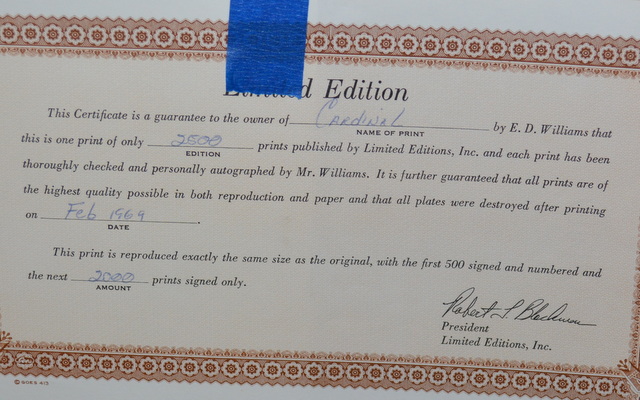 Limited Edition
This Certificate is a guarantee to the owner of Cardinal by E. D. Williams that
NAME OF PRINT
this is one print of only 2500 prints published by Limited Editions, Inc. and each print has been
EDITION
thoroughly checked and personally autographed by Mr. Williams. It is further guaranteed that all prints are of
the highest quality possible in both reproduction and paper and that all plates were destroyed after printing
on Feb 1969.
DATE
This print is reproduced exactly the same size as the original, with the first 500 signed and numbered and
the next 2000 prints signed only.
AMOUNT
Robert L
President
Limited Editions, Inc.
© GOES